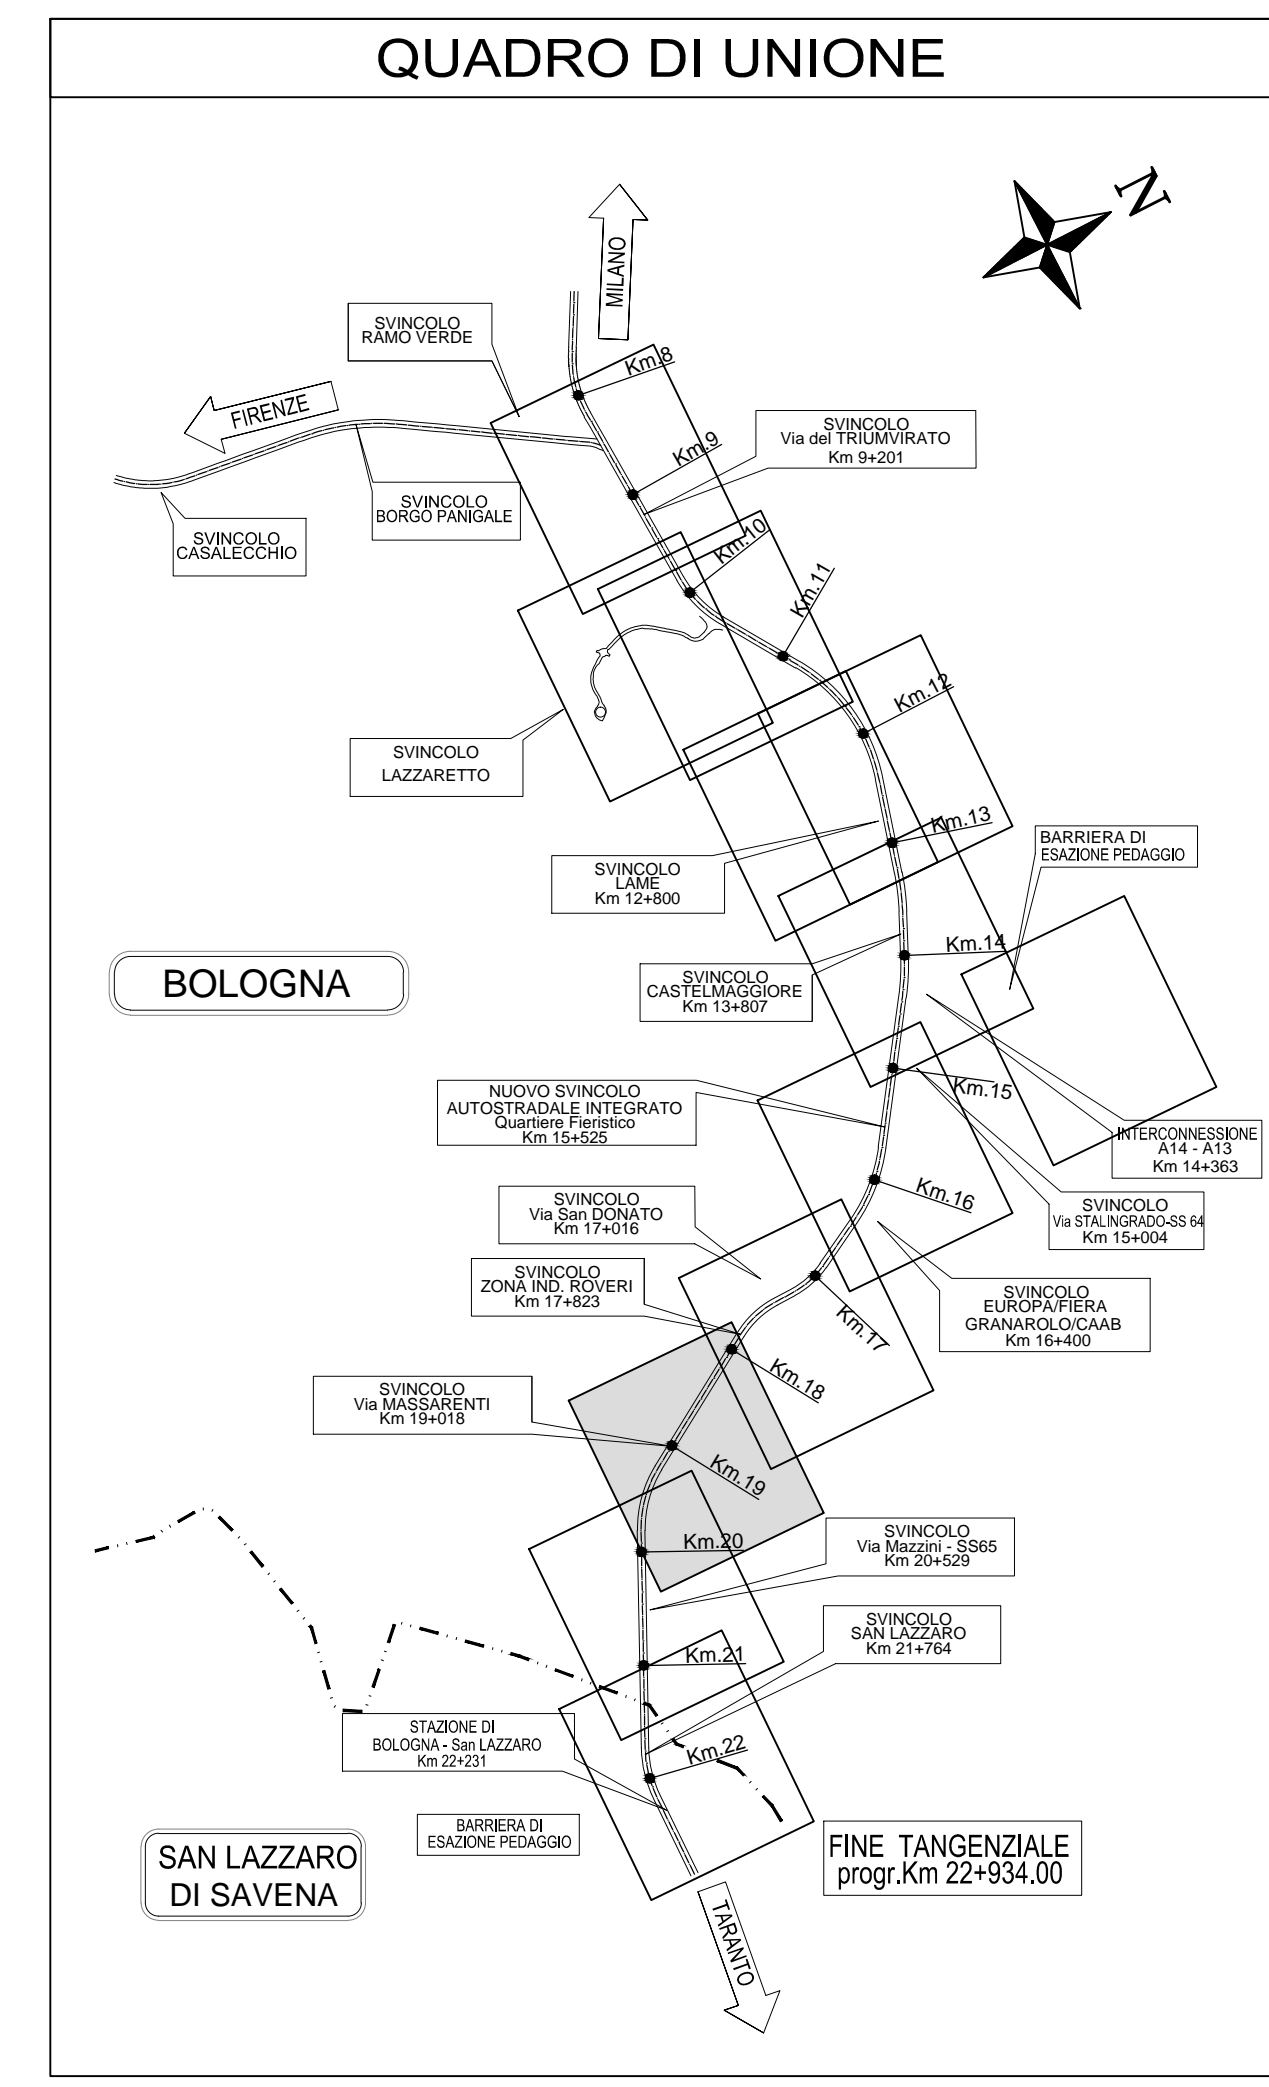 QUADRO DI UNIONE
N
MILANO
SVINCOLO
RAMO VERDE
Km.8
FIRENZE
SVINCOLO
Via del TRIUMVIRATO
Km 9+201
Km.9
SVINCOLO
BORGO PANIGALE
SVINCOLO
CASALECCHIO
Km.10
Km.11
Km.12
SVINCOLO
LAZZARETTO
Km.13
BARRIERA DI
ESAZIONE PEDAGGIO
SVINCOLO
LAME
Km 12+800
Km.14
BOLOGNA
SVINCOLO
CASTELMAGGIORE
Km 13+807
Km.15
NUOVO SVINCOLO
AUTOSTRADALE INTEGRATO
Quartiere Fieristico
Km 15+525
INTERCONNESSIONE
A14 - A13
Km 14+363
Km.16
SVINCOLO
Via San DONATO
Km 17+016
SVINCOLO
Via STALINGRADO-SS 64
Km 15+004
SVINCOLO
ZONA IND. ROVERI
Km 17+823
SVINCOLO
EUROPA/FIERA
GRANAROLO/CAAB
Km 16+400
Km.17
Km.18
SVINCOLO
Via MASSARENTI
Km 19+018
Km.19
Km.20
SVINCOLO
Via Mazzini - SS65
Km 20+529
SVINCOLO
SAN LAZZARO
Km 21+764
Km.21
STAZIONE DI
BOLOGNA - San LAZZARO
Km 22+231
Km.22
BARRIERA DI
ESAZIONE PEDAGGIO
SAN LAZZARO
DI SAVENA
FINE TANGENZIALE
progr.Km 22+934.00
TARANTO